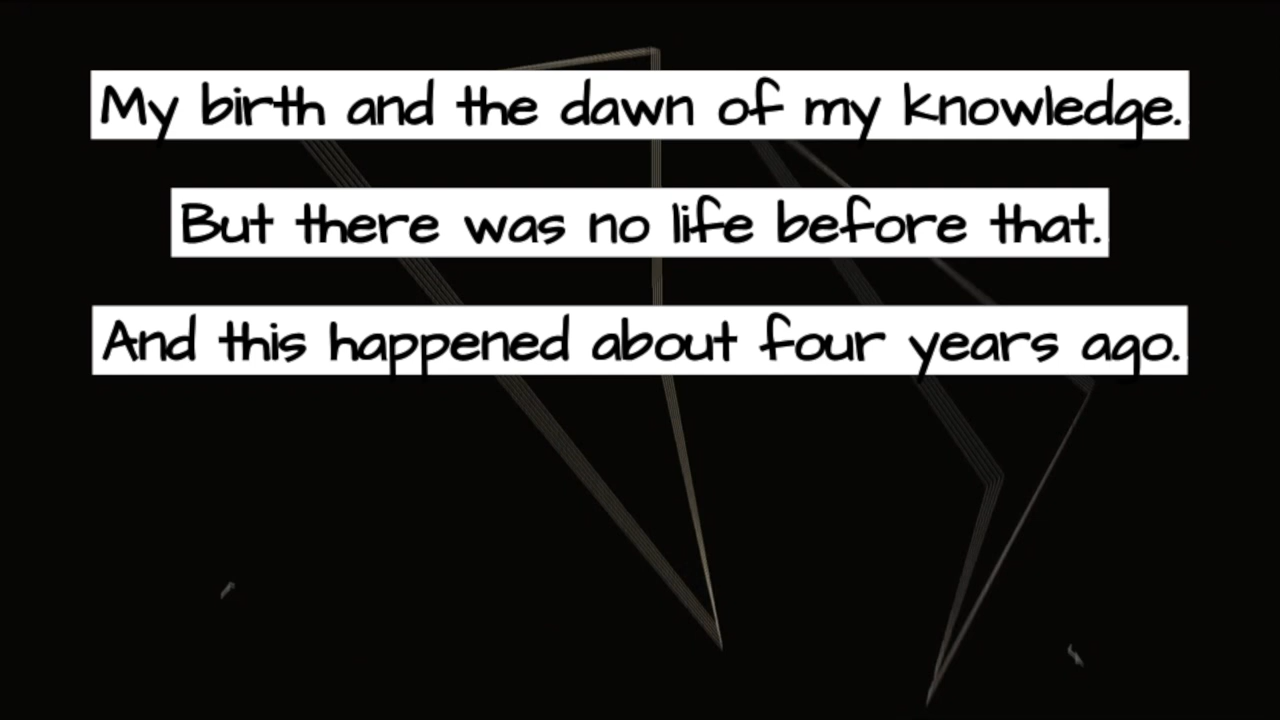 My birth and the dawn of my knowledge.
But there was no life before that.
And this happened about four years ago.